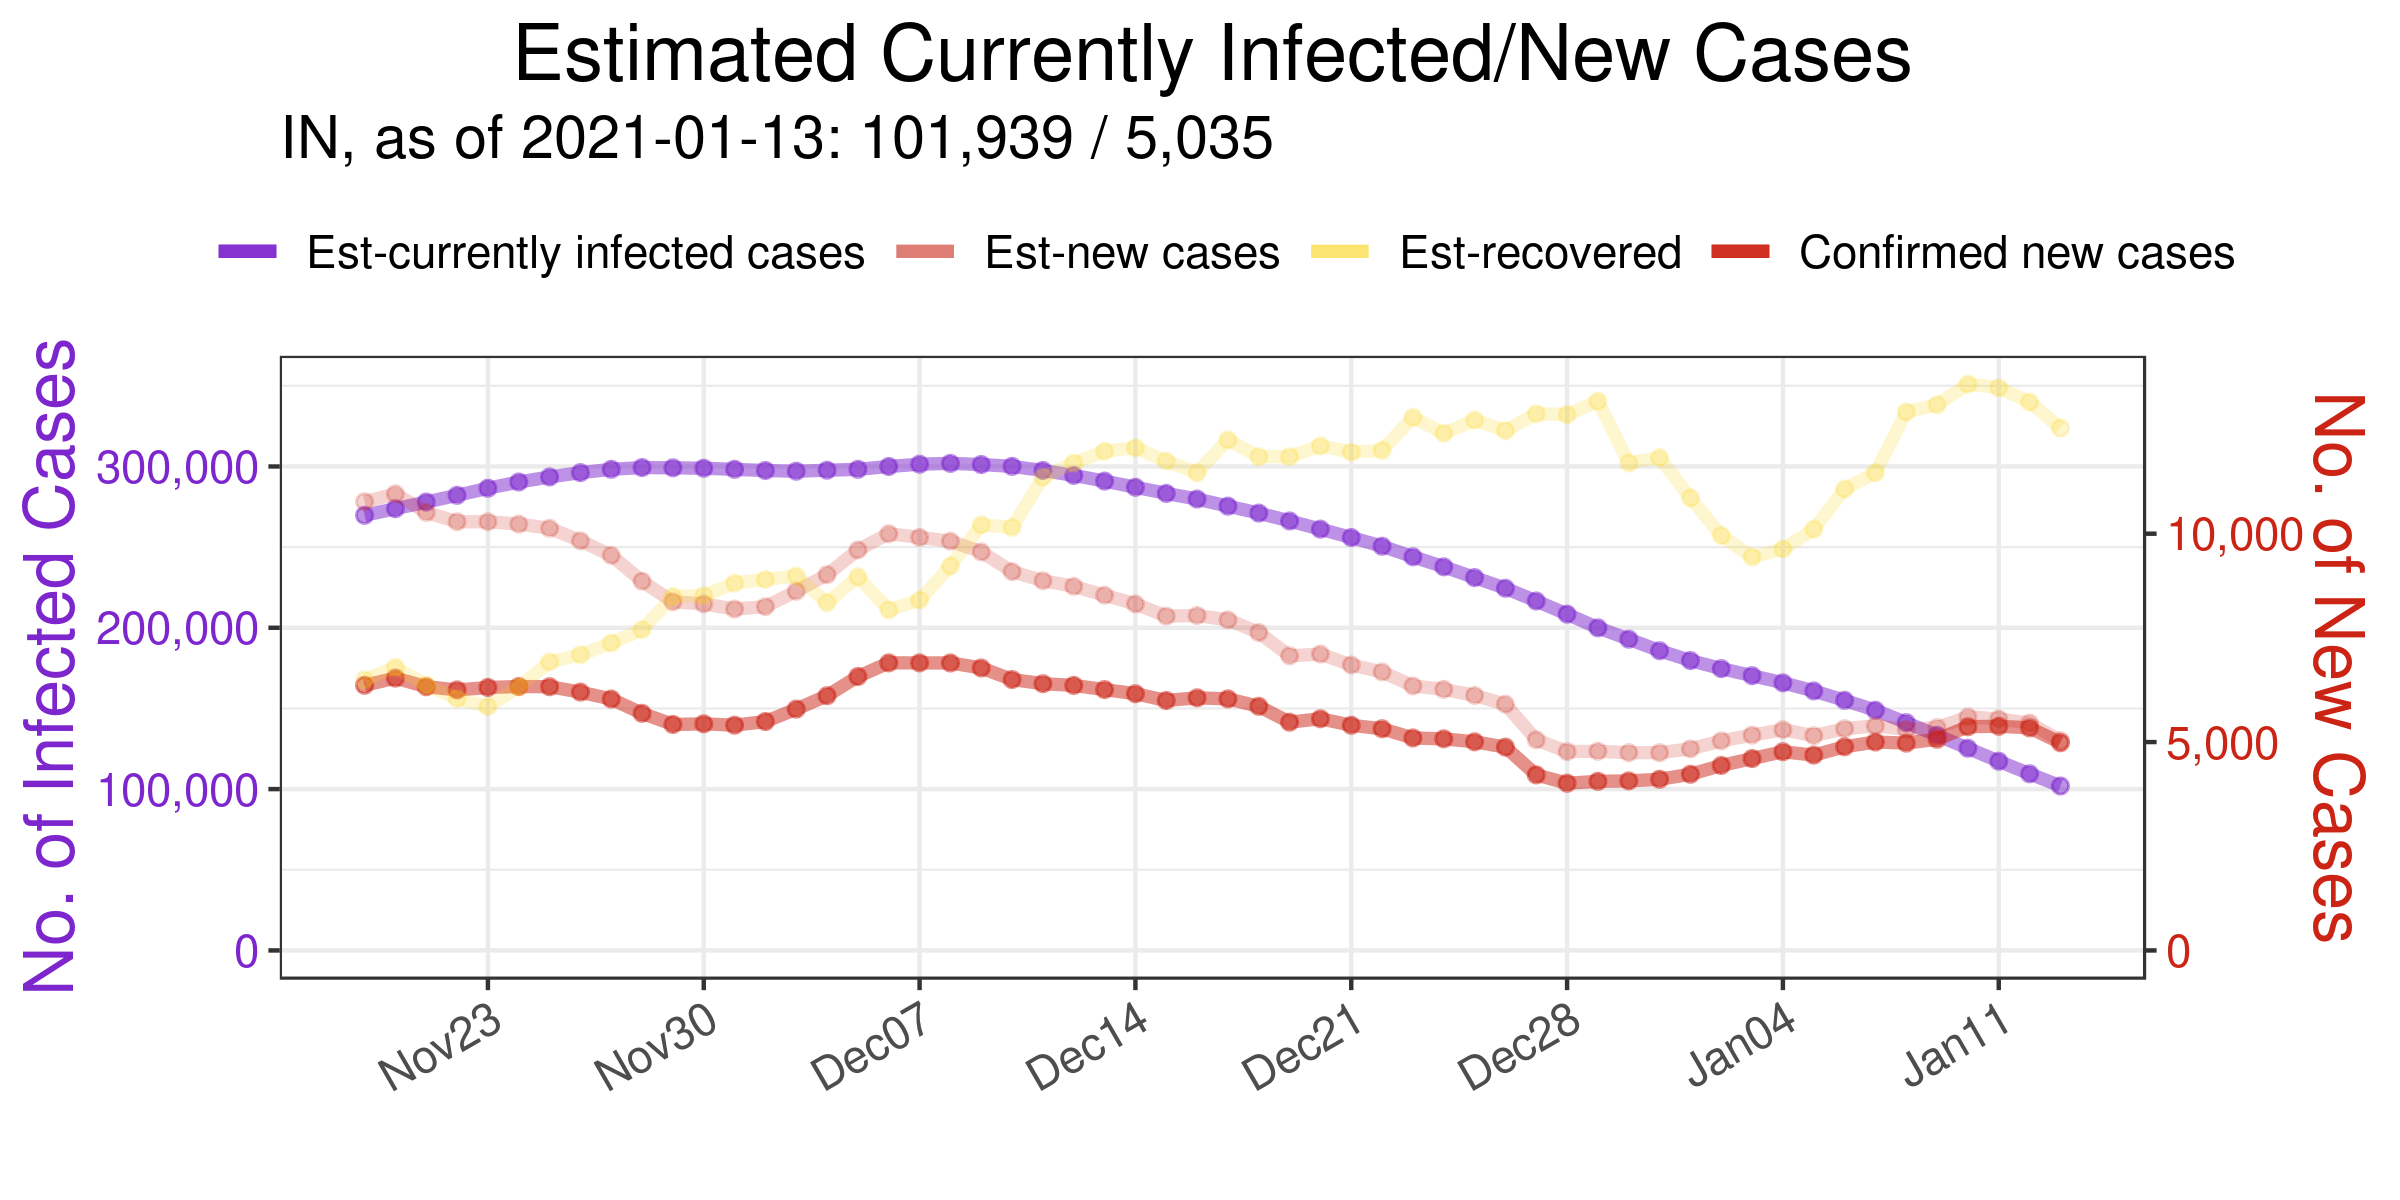 Estimated Currently Infected/New Cases
IN, as of 2021-01-13: 101,939 / 5,035
Est-currently infected cases Est-new cases Est-recovered Confirmed new cases
No. of Infected Cases
300,000
200,000
100,000
0
10,000
5,000
0
No. of New Cases
Nov23 Nov30 Dec07 Dec14 Dec21 Dec28 Jan04 Jan11